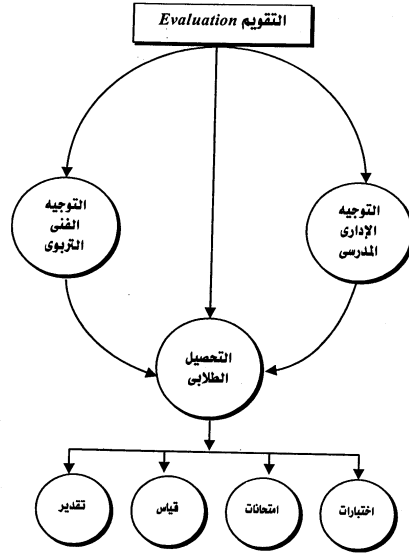 التقويم Evaluation
التوجيه
الإدارى
المدرسى
التوجيه
الفنى
التربوى
التحصيل
الطلابى
اختبارات
امتحانات
قياس
تقدير